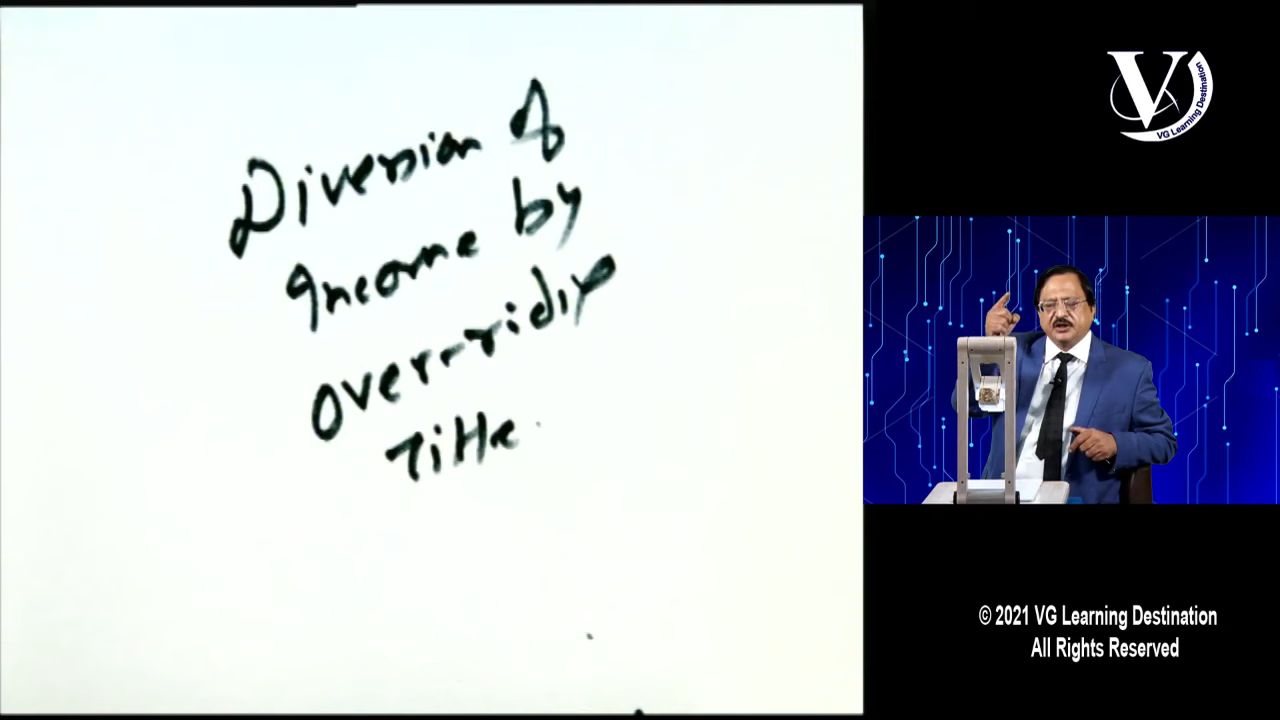 Diversion of
Income by
over-riding
Title.
V
VG Learning Destination
© 2021 VG Learning Destination
All Rights Reserved